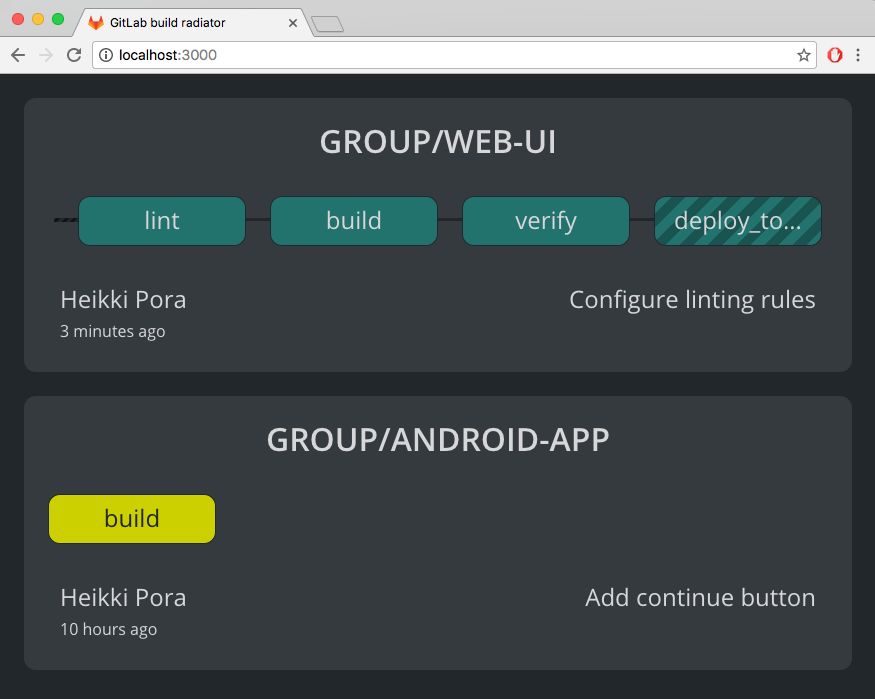 GitLab build radiator
localhost:3000
GROUP/WEB-UI
lint build verify deploy_to...
Heikki Pora Configure linting rules
3 minutes ago
GROUP/ANDROID-APP
build
Heikki Pora Add continue button
10 hours ago